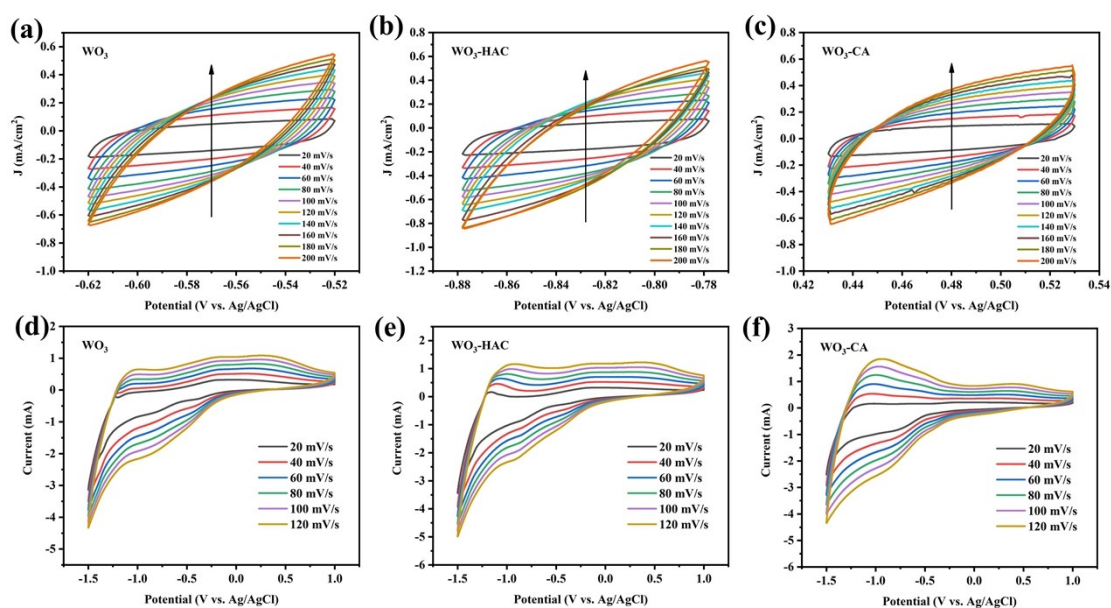 (a)
WO3
J (mA/cm2)
0.6
0.4
0.2
0.0
-0.2
-0.4
-0.6
-0.8
-1.0
20 mV/s
40 mV/s
60 mV/s
80 mV/s
100 mV/s
120 mV/s
140 mV/s
160 mV/s
180 mV/s
200 mV/s
-0.62 -0.60 -0.58 -0.56 -0.54 -0.52
Potential (V vs. Ag/AgCl)
(b)
WO3-HAC
J (mA/cm2)
0.8
0.6
0.4
0.2
0.0
-0.2
-0.4
-0.6
-0.8
-1.0
-1.2
20 mV/s
40 mV/s
60 mV/s
80 mV/s
100 mV/s
120 mV/s
140 mV/s
160 mV/s
180 mV/s
200 mV/s
-0.88 -0.86 -0.84 -0.82 -0.80 -0.78
Potential (V vs. Ag/AgCl)
(c)
WO3-CA
J (mA/cm2)
0.8
0.6
0.4
0.2
0.0
-0.2
-0.4
-0.6
-0.8
-1.0
20 mV/s
40 mV/s
60 mV/s
80 mV/s
100 mV/s
120 mV/s
140 mV/s
160 mV/s
180 mV/s
200 mV/s
0.42 0.44 0.46 0.48 0.50 0.52 0.54
Potential (V vs. Ag/AgCl)
(d)
WO3
Current (mA)
2
1
0
-1
-2
-3
-4
-5
20 mV/s
40 mV/s
60 mV/s
80 mV/s
100 mV/s
120 mV/s
-1.5 -1.0 -0.5 0.0 0.5 1.0
Potential (V vs. Ag/AgCl)
(e)
WO3-HAC
Current (mA)
2
1
0
-1
-2
-3
-4
-5
-6
20 mV/s
40 mV/s
60 mV/s
80 mV/s
100 mV/s
120 mV/s
-1.5 -1.0 -0.5 0.0 0.5 1.0
Potential (V vs. Ag/AgCl)
(f)
WO3-CA
Current (mA)
3
2
1
0
-1
-2
-3
-4
-5
-6
20 mV/s
40 mV/s
60 mV/s
80 mV/s
100 mV/s
120 mV/s
-1.5 -1.0 -0.5 0.0 0.5 1.0
Potential (V vs. Ag/AgCl)